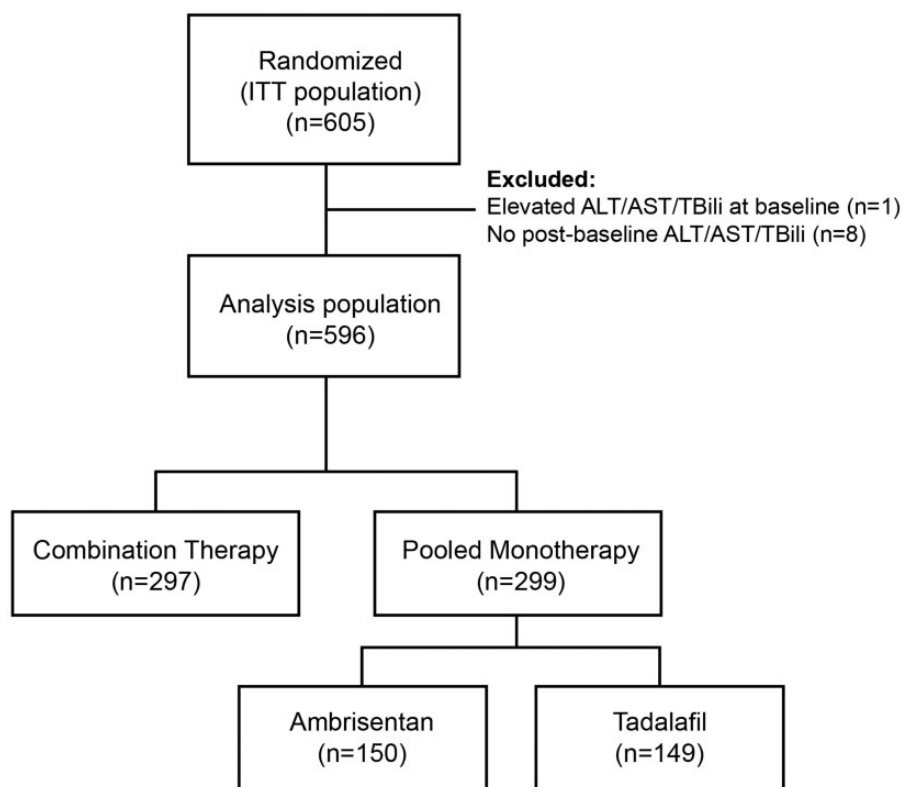 Randomized
(ITT population)
(n=605)
Excluded:
Elevated ALT/AST/TBili at baseline (n=1)
No post-baseline ALT/AST/TBili (n=8)
Analysis population
(n=596)
Combination Therapy
(n=297)
Pooled Monotherapy
(n=299)
Ambrisentan
(n=150)
Tadalafil
(n=149)